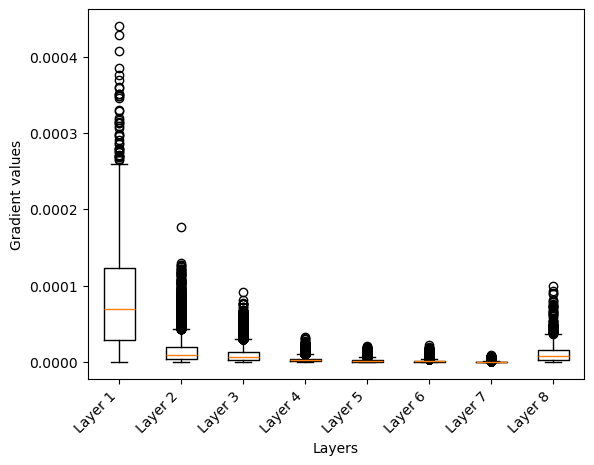 0.0004
0.0003
0.0002
0.0001
0.0000
Gradient values
Layer 1
Layer 2
Layer 3
Layer 4
Layer 5
Layer 6
Layer 7
Layer 8
Layers